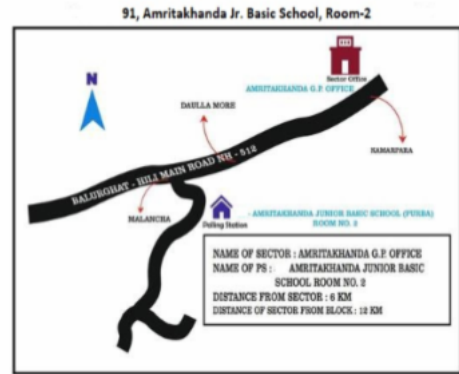 91, Amritakhanda Jr. Basic School, Room-2
N
Sector Office
AMRITAKHANDA G.P. OFFICE
DAULLA MORE
KAMARPARA
BALURGHAT - HILI MAIN ROAD NH - 512
MALANCHA
- AMRITAKHANDA JUNIOR BASIC SCHOOL (PURBA)
ROOM NO. 2
Polling Station
NAME OF SECTOR : AMRITAKHANDA G.P. OFFICE
NAME OF PS : AMRITAKHANDA JUNIOR BASIC
SCHOOL ROOM NO. 2
DISTANCE FROM SECTOR : 6 KM
DISTANCE OF SECTOR FROM BLOCK : 12 KM